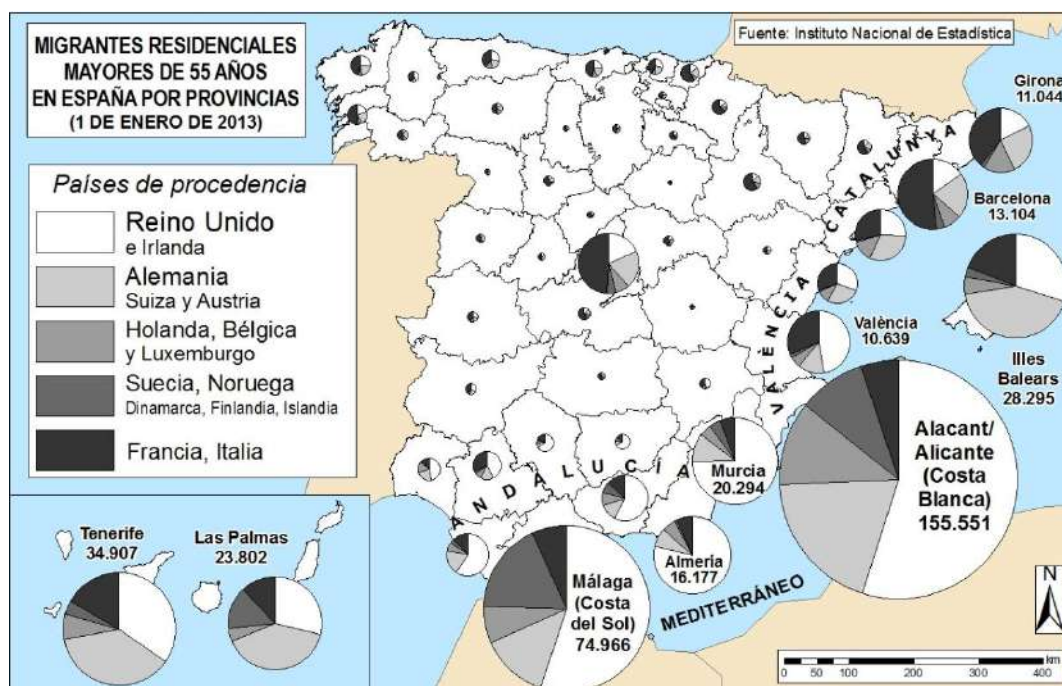 MIGRANTES RESIDENCIALES
MAYORES DE 55 AÑOS
EN ESPAÑA POR PROVINCIAS
(1 DE ENERO DE 2013)
Fuente: Instituto Nacional de Estadística
Países de procedencia
Reino Unido
e Irlanda
Alemania
Suiza y Austria
Holanda, Bélgica
y Luxemburgo
Suecia, Noruega
Dinamarca, Finlandia, Islandia
Francia, Italia
Girona
11.044
CATALUNYA
Barcelona
13.104
VALÈNCIA
València
10.639
Illes
Balears
28.295
Alacant/
Alicante
(Costa
Blanca)
155.551
Murcia
20.294
ANDALUCÍA
Almería
16.177
Málaga
(Costa
del Sol)
74.966
MEDITERRÁNEO
Tenerife
34.907
Las Palmas
23.802
N
km
0 50 100 200 300 400